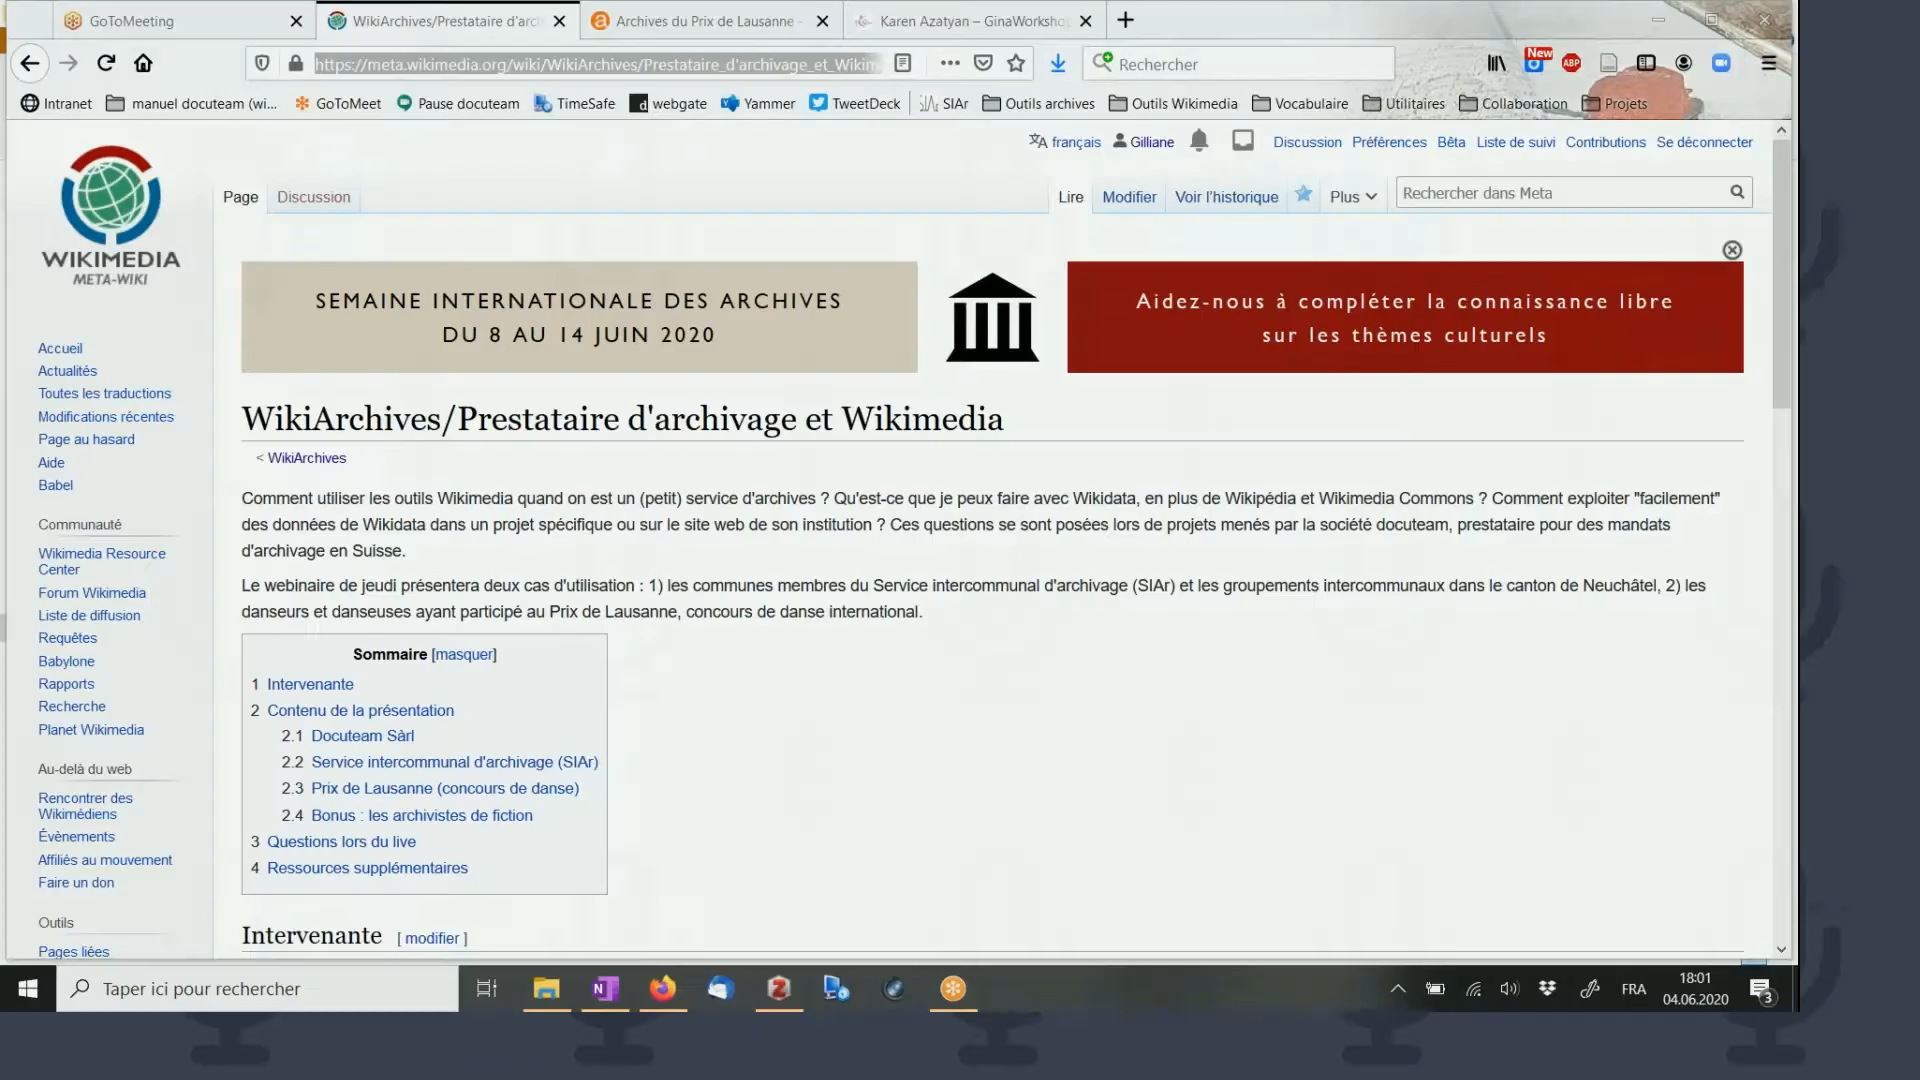 GoToMeeting
WikiArchives/Prestataire d'arch
Archives du Prix de Lausanne -
Karen Azatyan – GinaWorksho
https://meta.wikimedia.org/wiki/WikiArchives/Prestataire_d'archivage_et_Wikim
Rechercher
New
ABP
Intranet
manuel docuteam (wi...
GoToMeet
Pause docuteam
TimeSafe
webgate
Yammer
TweetDeck
SIAr
Outils archives
Outils Wikimedia
Vocabulaire
Utilitaires
Collaboration
Projets
français
Gilliane
Discussion
Préférences
Bêta
Liste de suivi
Contributions
Se déconnecter
Page
Discussion
Lire
Modifier
Voir l'historique
Plus
Rechercher dans Meta
WIKIMEDIA
META-WIKI
SEMAINE INTERNATIONALE DES ARCHIVES
DU 8 AU 14 JUIN 2020
Aidez-nous à compléter la connaissance libre
sur les thèmes culturels
Accueil
Actualités
Toutes les traductions
Modifications récentes
Page au hasard
Aide
Babel
Communauté
Wikimedia Resource
Center
Forum Wikimedia
Liste de diffusion
Requêtes
Babylone
Rapports
Recherche
Planet Wikimedia
Au-delà du web
Rencontrer des
Wikimédiens
Évènements
Affiliés au mouvement
Faire un don
Outils
Pages liées
WikiArchives/Prestataire d'archivage et Wikimedia
< WikiArchives
Comment utiliser les outils Wikimedia quand on est un (petit) service d'archives ? Qu'est-ce que je peux faire avec Wikidata, en plus de Wikipédia et Wikimedia Commons ? Comment exploiter "facilement"
des données de Wikidata dans un projet spécifique ou sur le site web de son institution ? Ces questions se sont posées lors de projets menés par la société docuteam, prestataire pour des mandats
d'archivage en Suisse.
Le webinaire de jeudi présentera deux cas d'utilisation : 1) les communes membres du Service intercommunal d'archivage (SIAr) et les groupements intercommunaux dans le canton de Neuchâtel, 2) les
danseurs et danseuses ayant participé au Prix de Lausanne, concours de danse international.
Sommaire [masquer]
1 Intervenante
2 Contenu de la présentation
2.1 Docuteam Sàrl
2.2 Service intercommunal d'archivage (SIAr)
2.3 Prix de Lausanne (concours de danse)
2.4 Bonus : les archivistes de fiction
3 Questions lors du live
4 Ressources supplémentaires
Intervenante [ modifier ]
Taper ici pour rechercher
FRA
18:01
04.06.2020
3